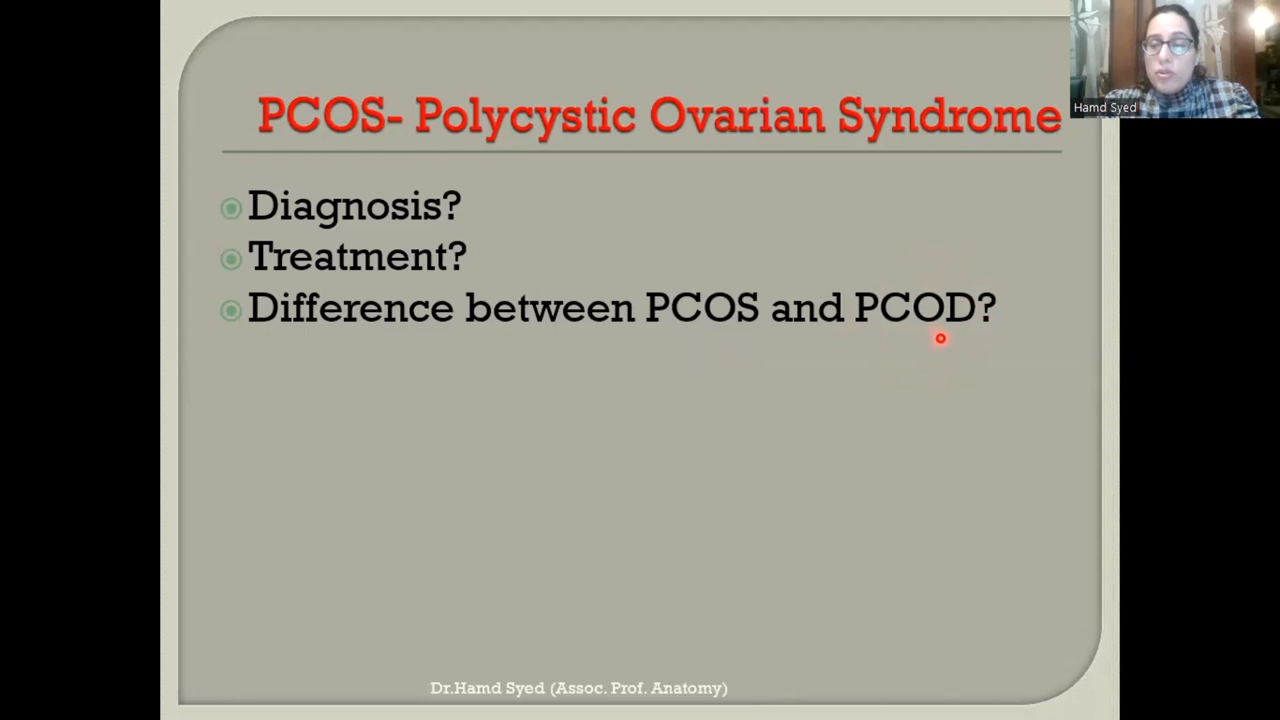 PCOS- Polycystic Ovarian Syndrome
Hamd Syed
Diagnosis?
Treatment?
Difference between PCOS and PCOD?
Dr.Hamd Syed (Assoc. Prof. Anatomy)